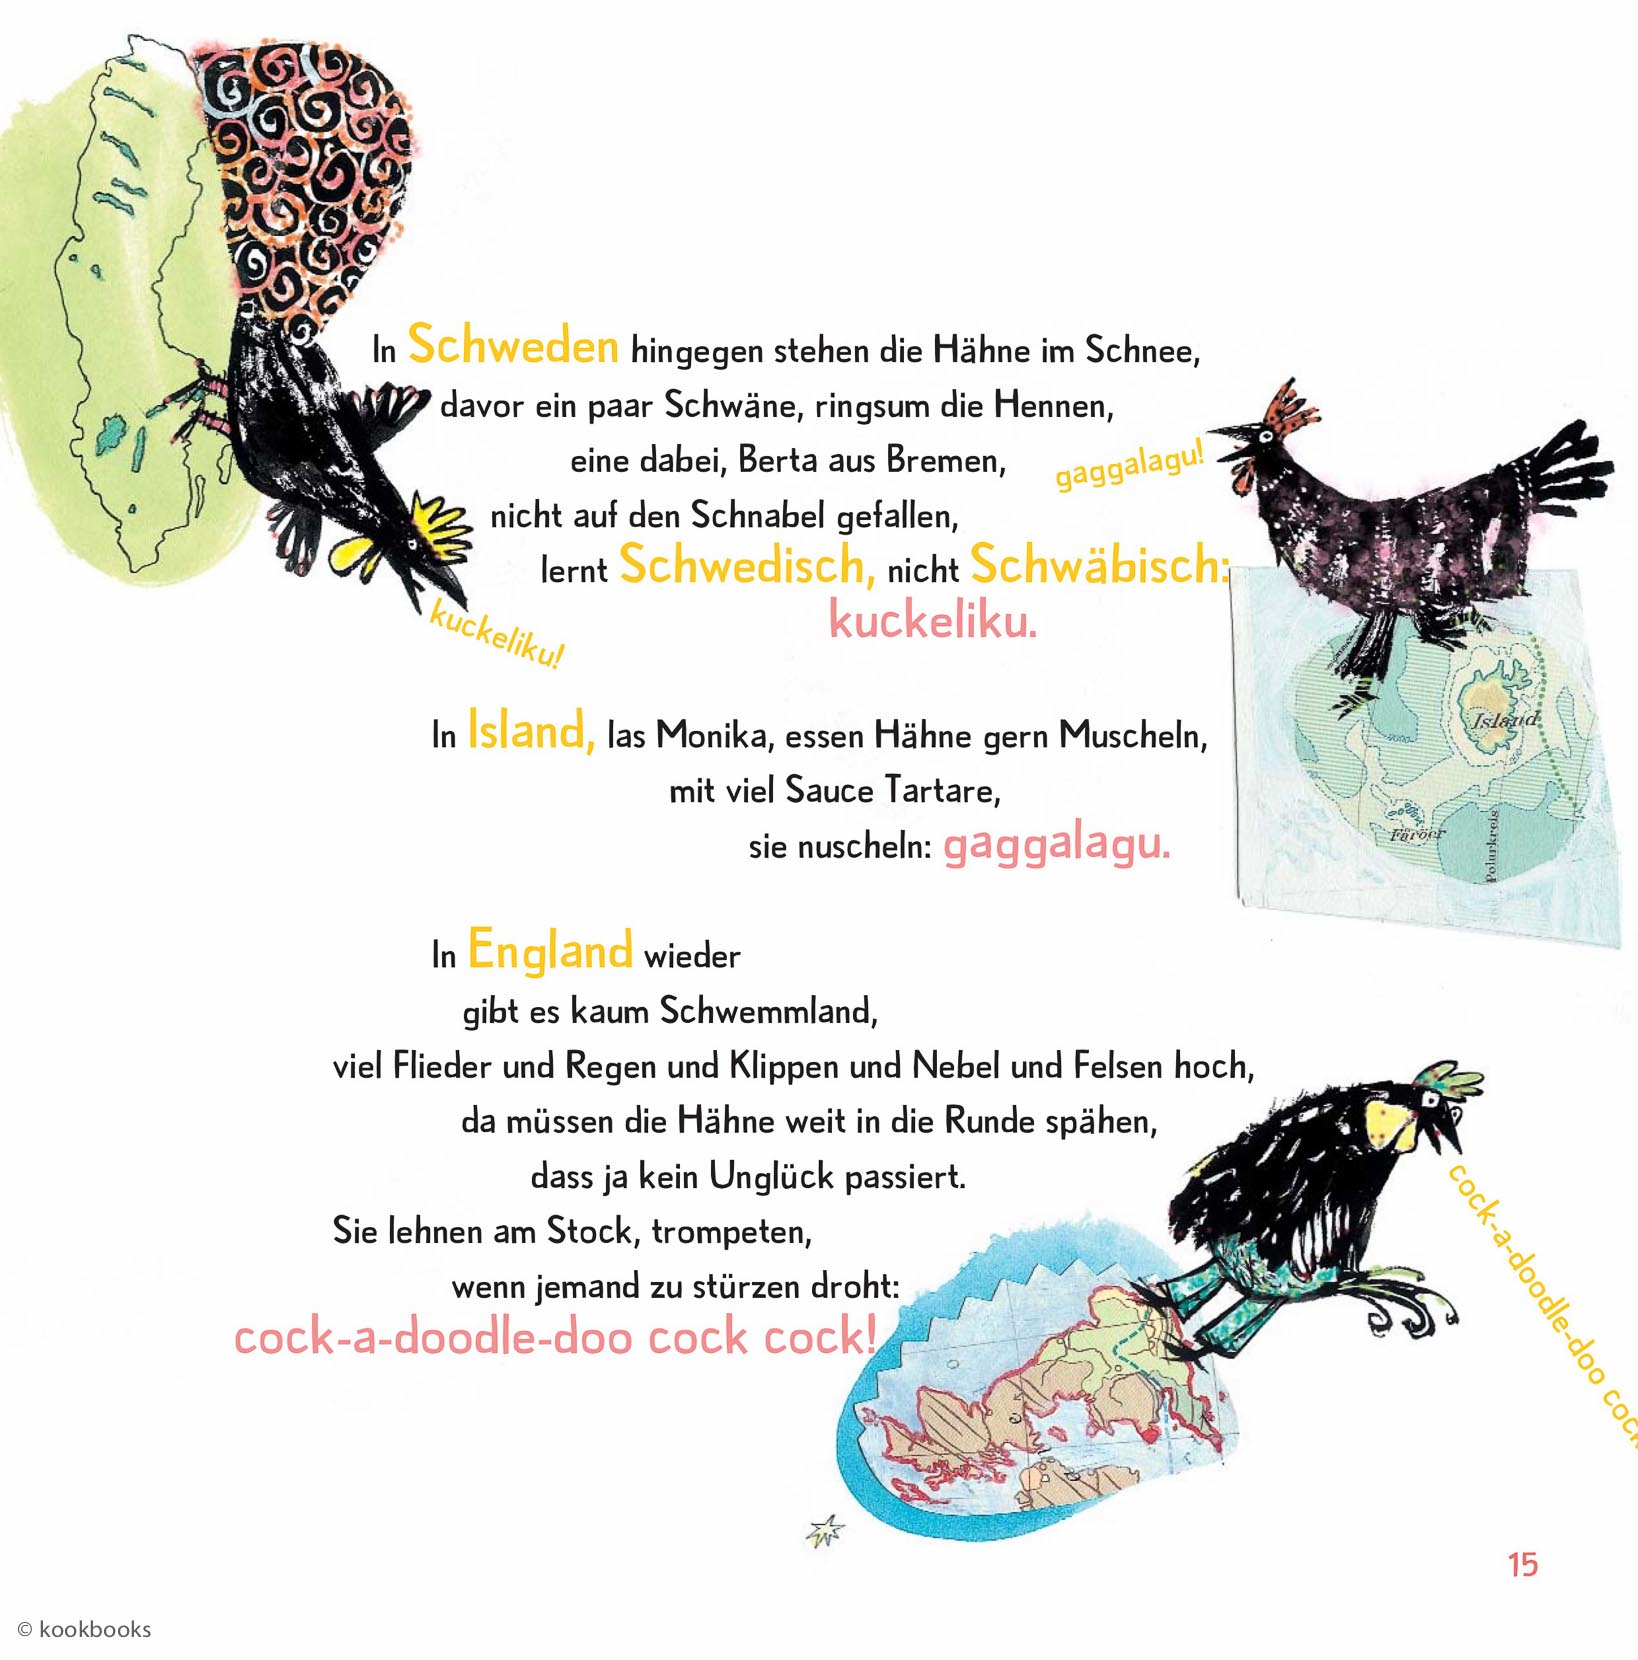 In Schweden hingegen stehen die Hähne im Schnee,
davor ein paar Schwäne, ringsum die Hennen,
eine dabei, Berta aus Bremen,
gaggalagu!
nicht auf den Schnabel gefallen,
lernt Schwedisch, nicht Schwäbisch:
kuckeliku.
kuckeliku!
In Island, las Monika, essen Hähne gern Muscheln,
mit viel Sauce Tartare,
sie nuscheln: gaggalagu.
Island
Färöer
Polarkreis
In England wieder
gibt es kaum Schwemmland,
viel Flieder und Regen und Klippen und Nebel und Felsen hoch,
da müssen die Hähne weit in die Runde spähen,
dass ja kein Unglück passiert.
Sie lehnen am Stock, trompeten,
wenn jemand zu stürzen droht:
cock-a-doodle-doo cock cock!
cock-a-doodle-doo cock
15
© kookbooks